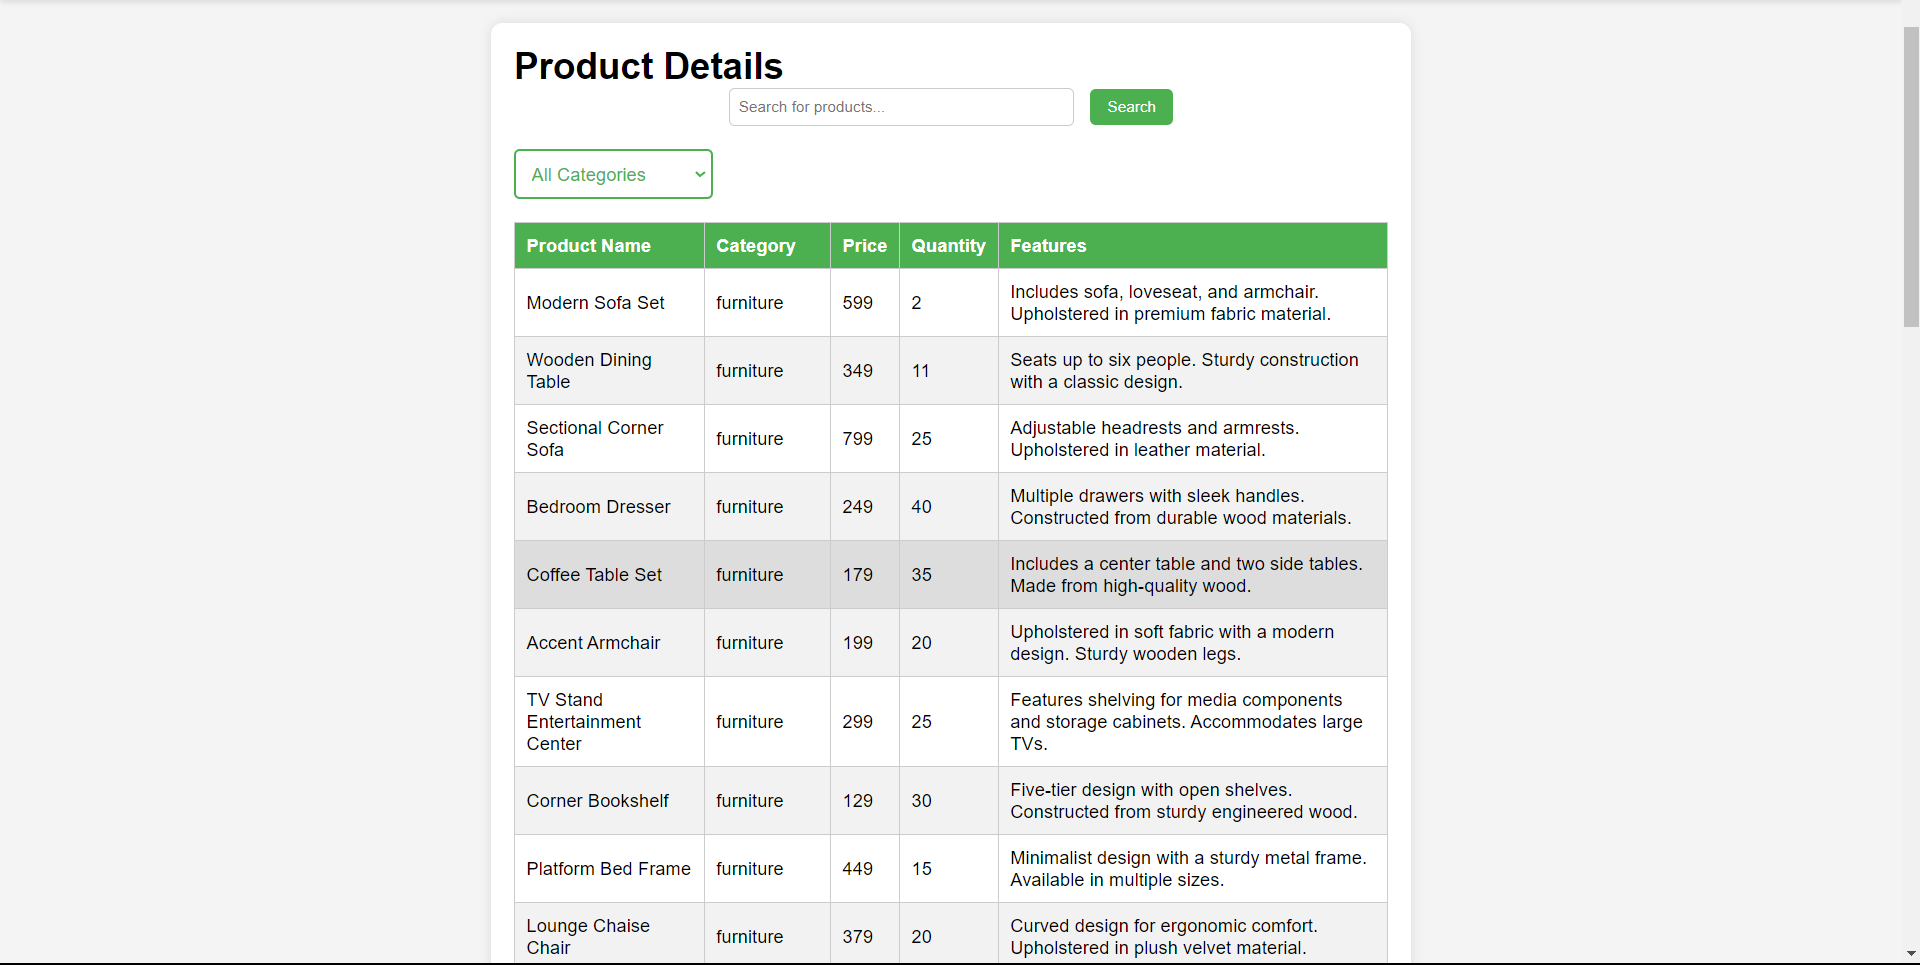 Product Details
Search for products...
Search
All Categories
Product Name Category Price Quantity Features
Modern Sofa Set furniture 599 2 Includes sofa, loveseat, and armchair.
Upholstered in premium fabric material.
Wooden Dining
Table furniture 349 11 Seats up to six people. Sturdy construction
with a classic design.
Sectional Corner
Sofa furniture 799 25 Adjustable headrests and armrests.
Upholstered in leather material.
Bedroom Dresser furniture 249 40 Multiple drawers with sleek handles.
Constructed from durable wood materials.
Coffee Table Set furniture 179 35 Includes a center table and two side tables.
Made from high-quality wood.
Accent Armchair furniture 199 20 Upholstered in soft fabric with a modern
design. Sturdy wooden legs.
TV Stand
Entertainment
Center furniture 299 25 Features shelving for media components
and storage cabinets. Accommodates large
TVs.
Corner Bookshelf furniture 129 30 Five-tier design with open shelves.
Constructed from sturdy engineered wood.
Platform Bed Frame furniture 449 15 Minimalist design with a sturdy metal frame.
Available in multiple sizes.
Lounge Chaise
Chair furniture 379 20 Curved design for ergonomic comfort.
Upholstered in plush velvet material.